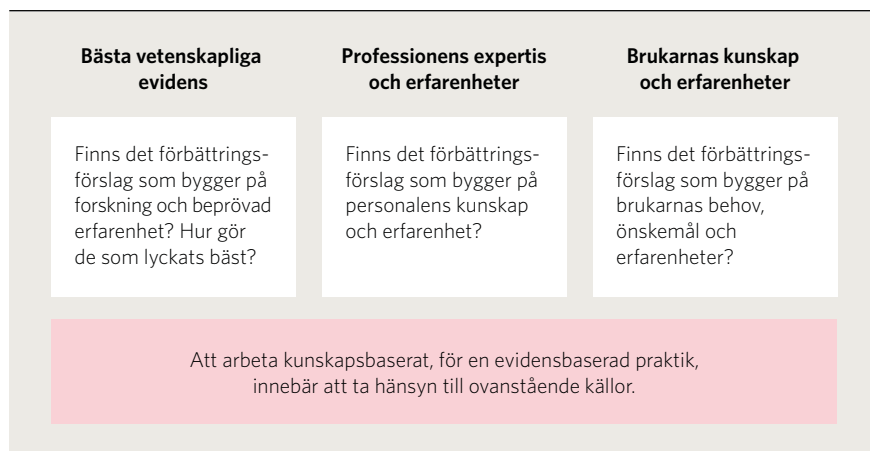 Bästa vetenskapliga
evidens
Professionens expertis
och erfarenheter
Brukarnas kunskap
och erfarenheter
Finns det förbättrings-
förslag som bygger på
forskning och beprövad
erfarenhet? Hur gör
de som lyckats bäst?
Finns det förbättrings-
förslag som bygger på
personalens kunskap
och erfarenhet?
Finns det förbättrings-
förslag som bygger på
brukarnas behov,
önskemål och
erfarenheter?
Att arbeta kunskapsbaserat, för en evidensbaserad praktik,
innebär att ta hänsyn till ovanstående källor.